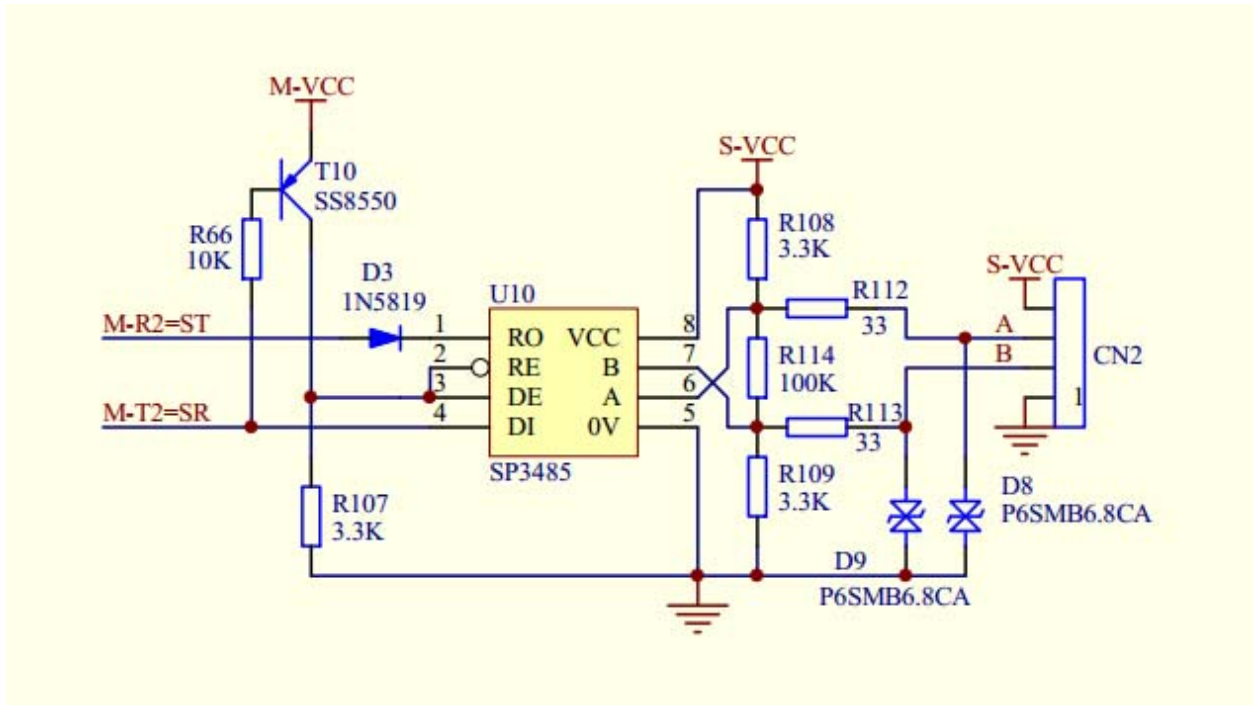 M-VCC
T10
SS8550
R66
10K
D3
1N5819
M-R2=ST
M-T2=SR
R107
3.3K
U10
1 RO VCC 8
2 RE B 7
3 DE A 6
4 DI 0V 5
SP3485
S-VCC
R108
3.3K
R112
33
R114
100K
R113
33
R109
3.3K
S-VCC
A
B
CN2
1
D8
P6SMB6.8CA
D9
P6SMB6.8CA